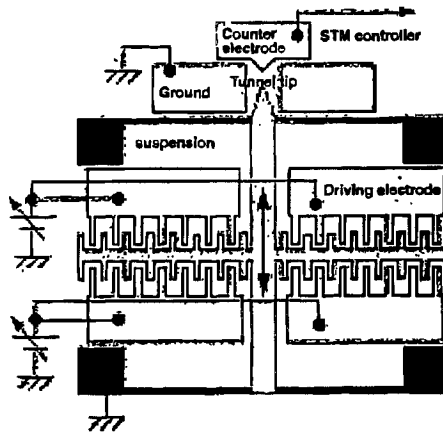 Counter
electrode
STM controller
Ground
Tunnel tip
suspension
Driving electrode